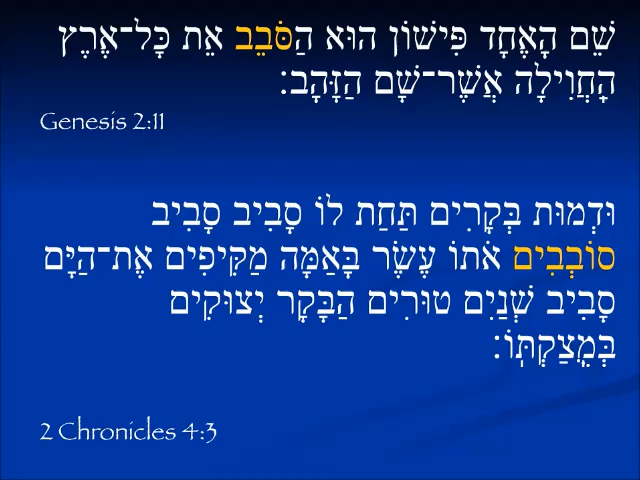 שֵׁם הָאֶחָד פִּישׁוֹן הוּא הַסֹּבֵב אֵת כָּל־אֶרֶץ
הַחֲוִילָה אֲשֶׁר־שָׁם הַזָּהָב׃
Genesis 2:11
וּדְמוּת בְּקָרִים תַּחַת לוֹ סָבִיב סָבִיב
סוֹבְבִים אֹתוֹ עֶשֶׂר בָּאַמָּה מַקִּיפִים אֶת־הַיָּם
סָבִיב שְׁנַיִם טוּרִים הַבָּקָר יְצוּקִים
בְּמֻצַקְתּוֹ׃
2 Chronicles 4:3